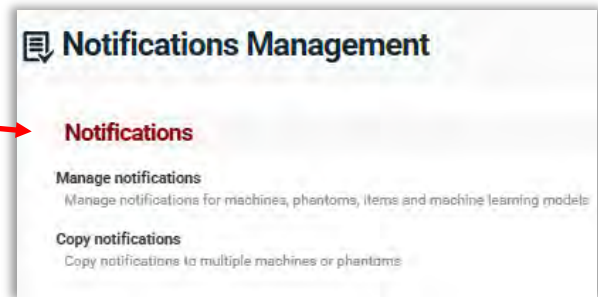 Notifications Management
Notifications
Manage notifications
Manage notifications for machines, phantoms, items and machine learning models
Copy notifications
Copy notifications to multiple machines or phantoms